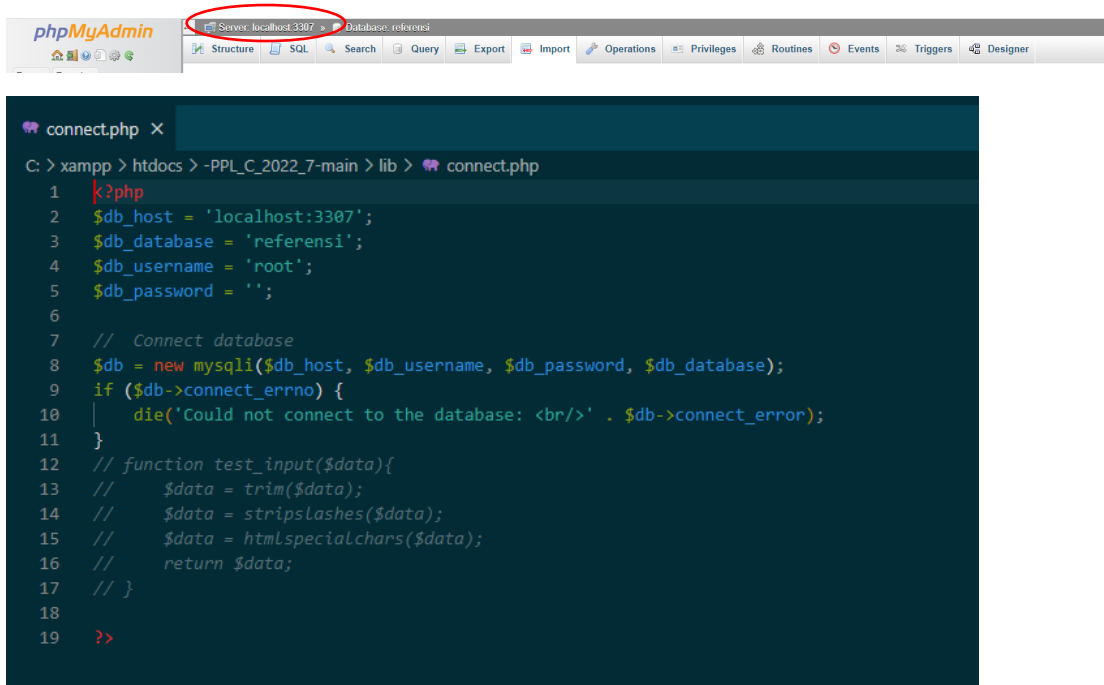 phpMyAdmin
Server: localhost:3307 » Database: referensi
Structure SQL Search Query Export Import Operations Privileges Routines Events Triggers Designer
connect.php ×
C: > xampp > htdocs > -PPL_C_2022_7-main > lib > connect.php
1 <?php
2 $db_host = 'localhost:3307';
3 $db_database = 'referensi';
4 $db_username = 'root';
5 $db_password = '';
6
7 //  Connect database
8 $db = new mysqli($db_host, $db_username, $db_password, $db_database);
9 if ($db->connect_errno) {
10     die('Could not connect to the database: <br/>' . $db->connect_error);
11 }
12 // function test_input($data){
13 //     $data = trim($data);
14 //     $data = stripslashes($data);
15 //     $data = htmlspecialchars($data);
16 //     return $data;
17 // }
18
19 ?>